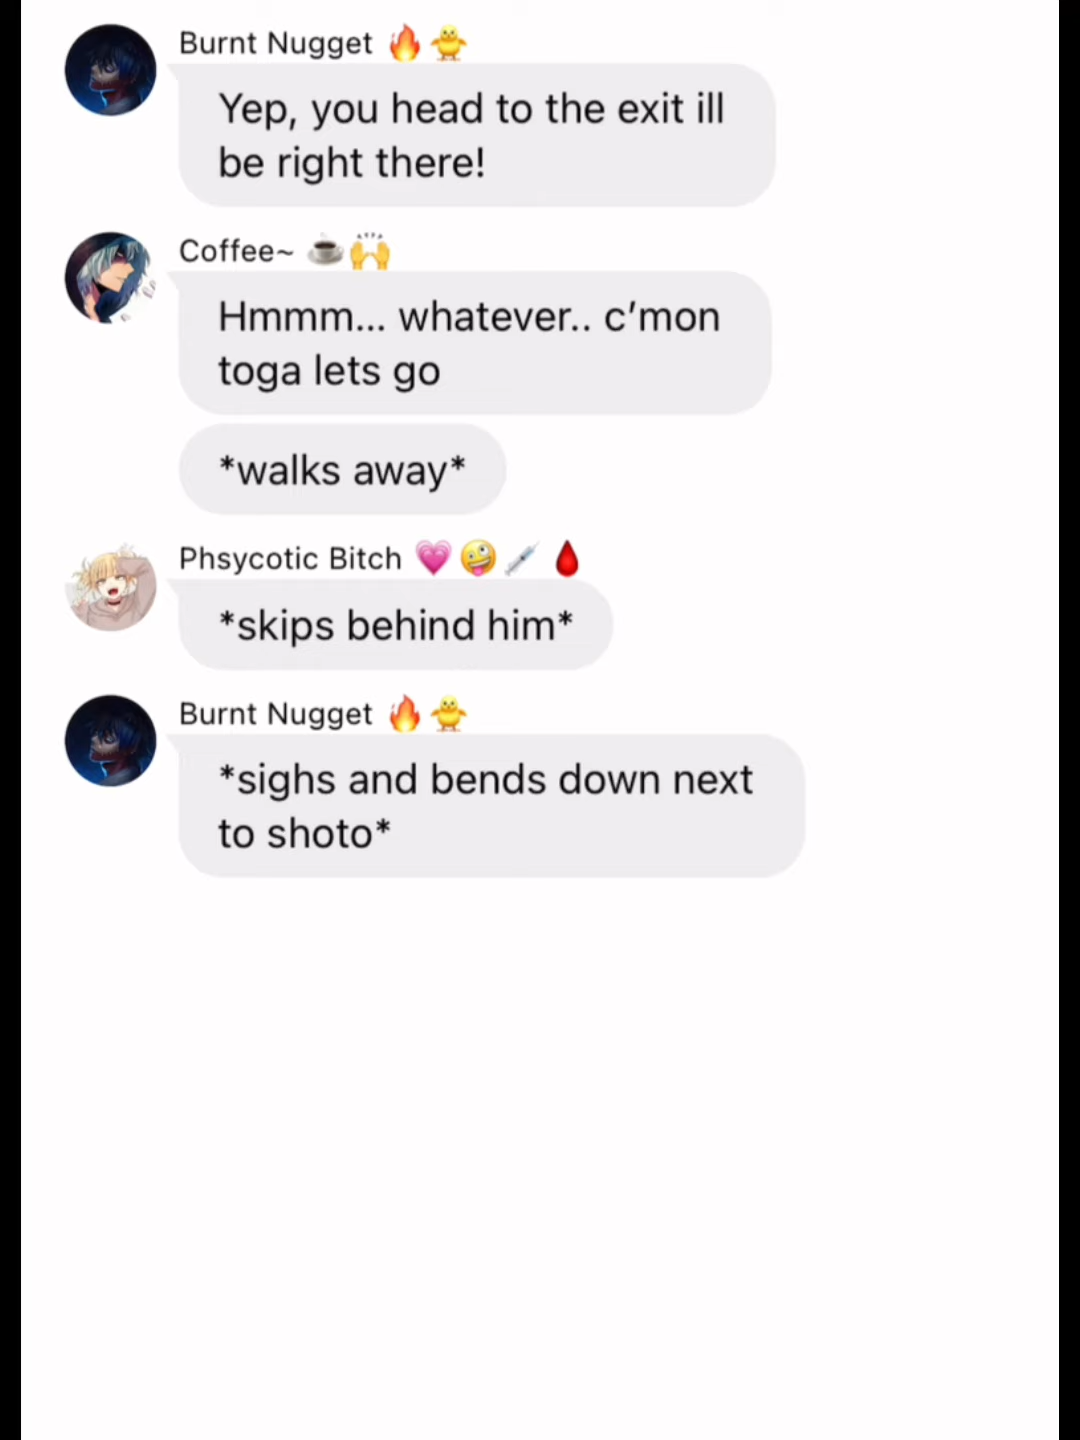 Burnt Nugget 🔥🐥
Yep, you head to the exit ill
be right there!
Coffee~ ☕🙌
Hmmm... whatever.. c'mon
toga lets go
*walks away*
Phsycotic Bitch 💗🤪💉🩸
*skips behind him*
Burnt Nugget 🔥🐥
*sighs and bends down next
to shoto*